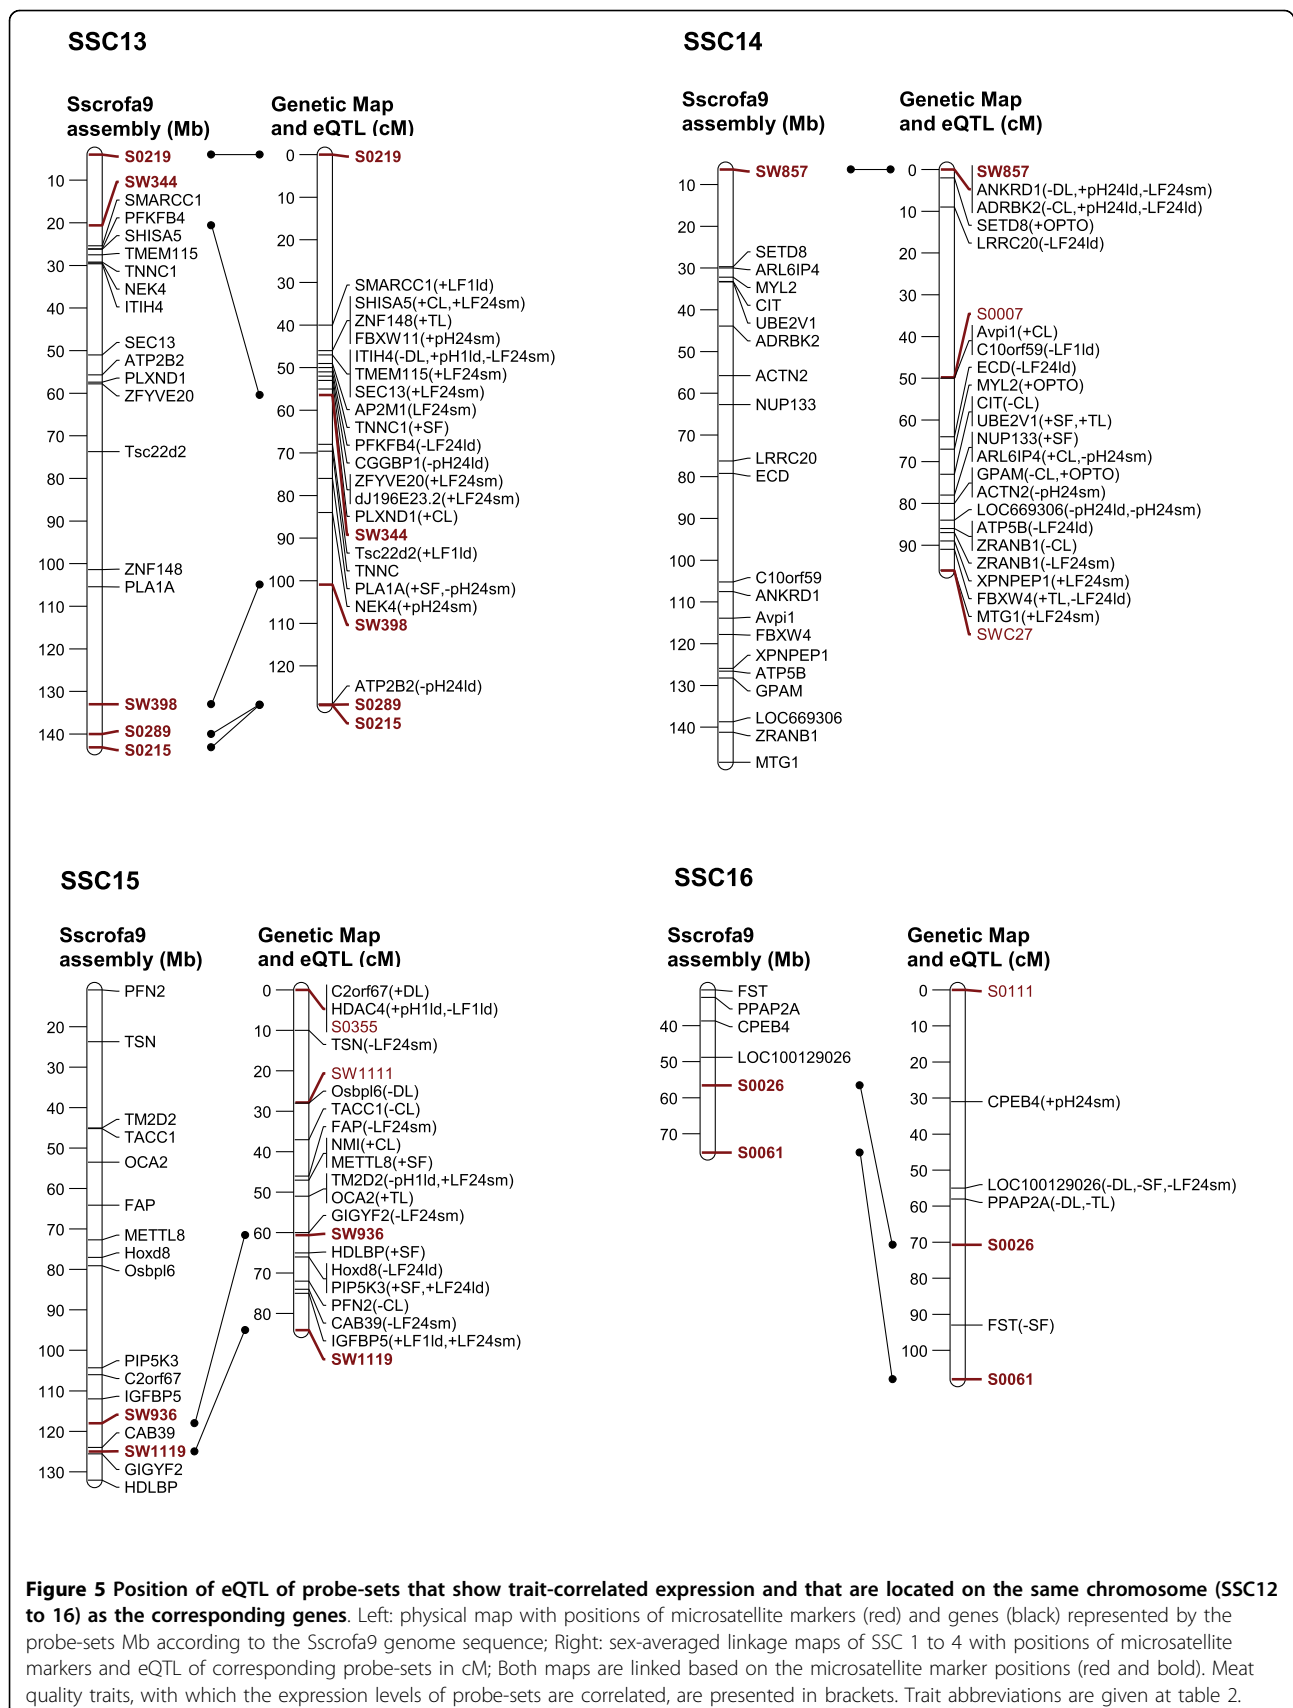 SSC13
Sscrofa9
assembly (Mb)
Genetic Map
and eQTL (cM)
10
20
30
40
50
60
70
80
90
100
110
120
130
140
S0219
SW344
SMARCC1
PFKFB4
SHISA5
TMEM115
TNNC1
NEK4
ITIH4
SEC13
ATP2B2
PLXND1
ZFYVE20
Tsc22d2
ZNF148
PLA1A
SW398
S0289
S0215
0
10
20
30
40
50
60
70
80
90
100
110
120
S0219
SMARCC1(+LF1ld)
SHISA5(+CL,+LF24sm)
ZNF148(+TL)
FBXW11(+pH24sm)
ITIH4(-DL,+pH1ld,-LF24sm)
TMEM115(+LF24sm)
SEC13(+LF24sm)
AP2M1(LF24sm)
TNNC1(+SF)
PFKFB4(-LF24ld)
CGGBP1(-pH24ld)
ZFYVE20(+LF24sm)
dJ196E23.2(+LF24sm)
PLXND1(+CL)
SW344
Tsc22d2(+LF1ld)
TNNC
PLA1A(+SF,-pH24sm)
NEK4(+pH24sm)
SW398
ATP2B2(-pH24ld)
S0289
S0215
SSC14
Sscrofa9
assembly (Mb)
Genetic Map
and eQTL (cM)
10
20
30
40
50
60
70
80
90
100
110
120
130
140
SW857
SETD8
ARL6IP4
MYL2
CIT
UBE2V1
ADRBK2
ACTN2
NUP133
LRRC20
ECD
C10orf59
ANKRD1
Avpi1
FBXW4
XPNPEP1
ATP5B
GPAM
LOC669306
ZRANB1
MTG1
0
10
20
30
40
50
60
70
80
90
SW857
ANKRD1(-DL,+pH24ld,-LF24sm)
ADRBK2(-CL,+pH24ld,-LF24ld)
SETD8(+OPTO)
LRRC20(-LF24ld)
S0007
Avpi1(+CL)
C10orf59(-LF1ld)
ECD(-LF24ld)
MYL2(+OPTO)
CIT(-CL)
UBE2V1(+SF,+TL)
NUP133(+SF)
ARL6IP4(+CL,-pH24sm)
GPAM(-CL,+OPTO)
ACTN2(-pH24sm)
LOC669306(-pH24ld,-pH24sm)
ATP5B(-LF24ld)
ZRANB1(-CL)
ZRANB1(-LF24sm)
XPNPEP1(+LF24sm)
FBXW4(+TL,-LF24ld)
MTG1(+LF24sm)
SWC27
SSC15
Sscrofa9
assembly (Mb)
Genetic Map
and eQTL (cM)
20
30
40
50
60
70
80
90
100
110
120
130
PFN2
TSN
TM2D2
TACC1
OCA2
FAP
METTL8
Hoxd8
Osbpl6
PIP5K3
C2orf67
IGFBP5
SW936
CAB39
SW1119
GIGYF2
HDLBP
0
10
20
30
40
50
60
70
80
C2orf67(+DL)
HDAC4(+pH1ld,-LF1ld)
S0355
TSN(-LF24sm)
SW1111
Osbpl6(-DL)
TACC1(-CL)
FAP(-LF24sm)
NMI(+CL)
METTL8(+SF)
TM2D2(-pH1ld,+LF24sm)
OCA2(+TL)
GIGYF2(-LF24sm)
SW936
HDLBP(+SF)
Hoxd8(-LF24ld)
PIP5K3(+SF,+LF24ld)
PFN2(-CL)
CAB39(-LF24sm)
IGFBP5(+LF1ld,+LF24sm)
SW1119
SSC16
Sscrofa9
assembly (Mb)
Genetic Map
and eQTL (cM)
40
50
60
70
FST
PPAP2A
CPEB4
LOC100129026
S0026
S0061
0
10
20
30
40
50
60
70
80
90
100
S0111
CPEB4(+pH24sm)
LOC100129026(-DL,-SF,-LF24sm)
PPAP2A(-DL,-TL)
S0026
FST(-SF)
S0061
Figure 5 Position of eQTL of probe-sets that show trait-correlated expression and that are located on the same chromosome (SSC12
to 16) as the corresponding genes. Left: physical map with positions of microsatellite markers (red) and genes (black) represented by the
probe-sets Mb according to the Sscrofa9 genome sequence; Right: sex-averaged linkage maps of SSC 1 to 4 with positions of microsatellite
markers and eQTL of corresponding probe-sets in cM; Both maps are linked based on the microsatellite marker positions (red and bold). Meat
quality traits, with which the expression levels of probe-sets are correlated, are presented in brackets. Trait abbreviations are given at table 2.